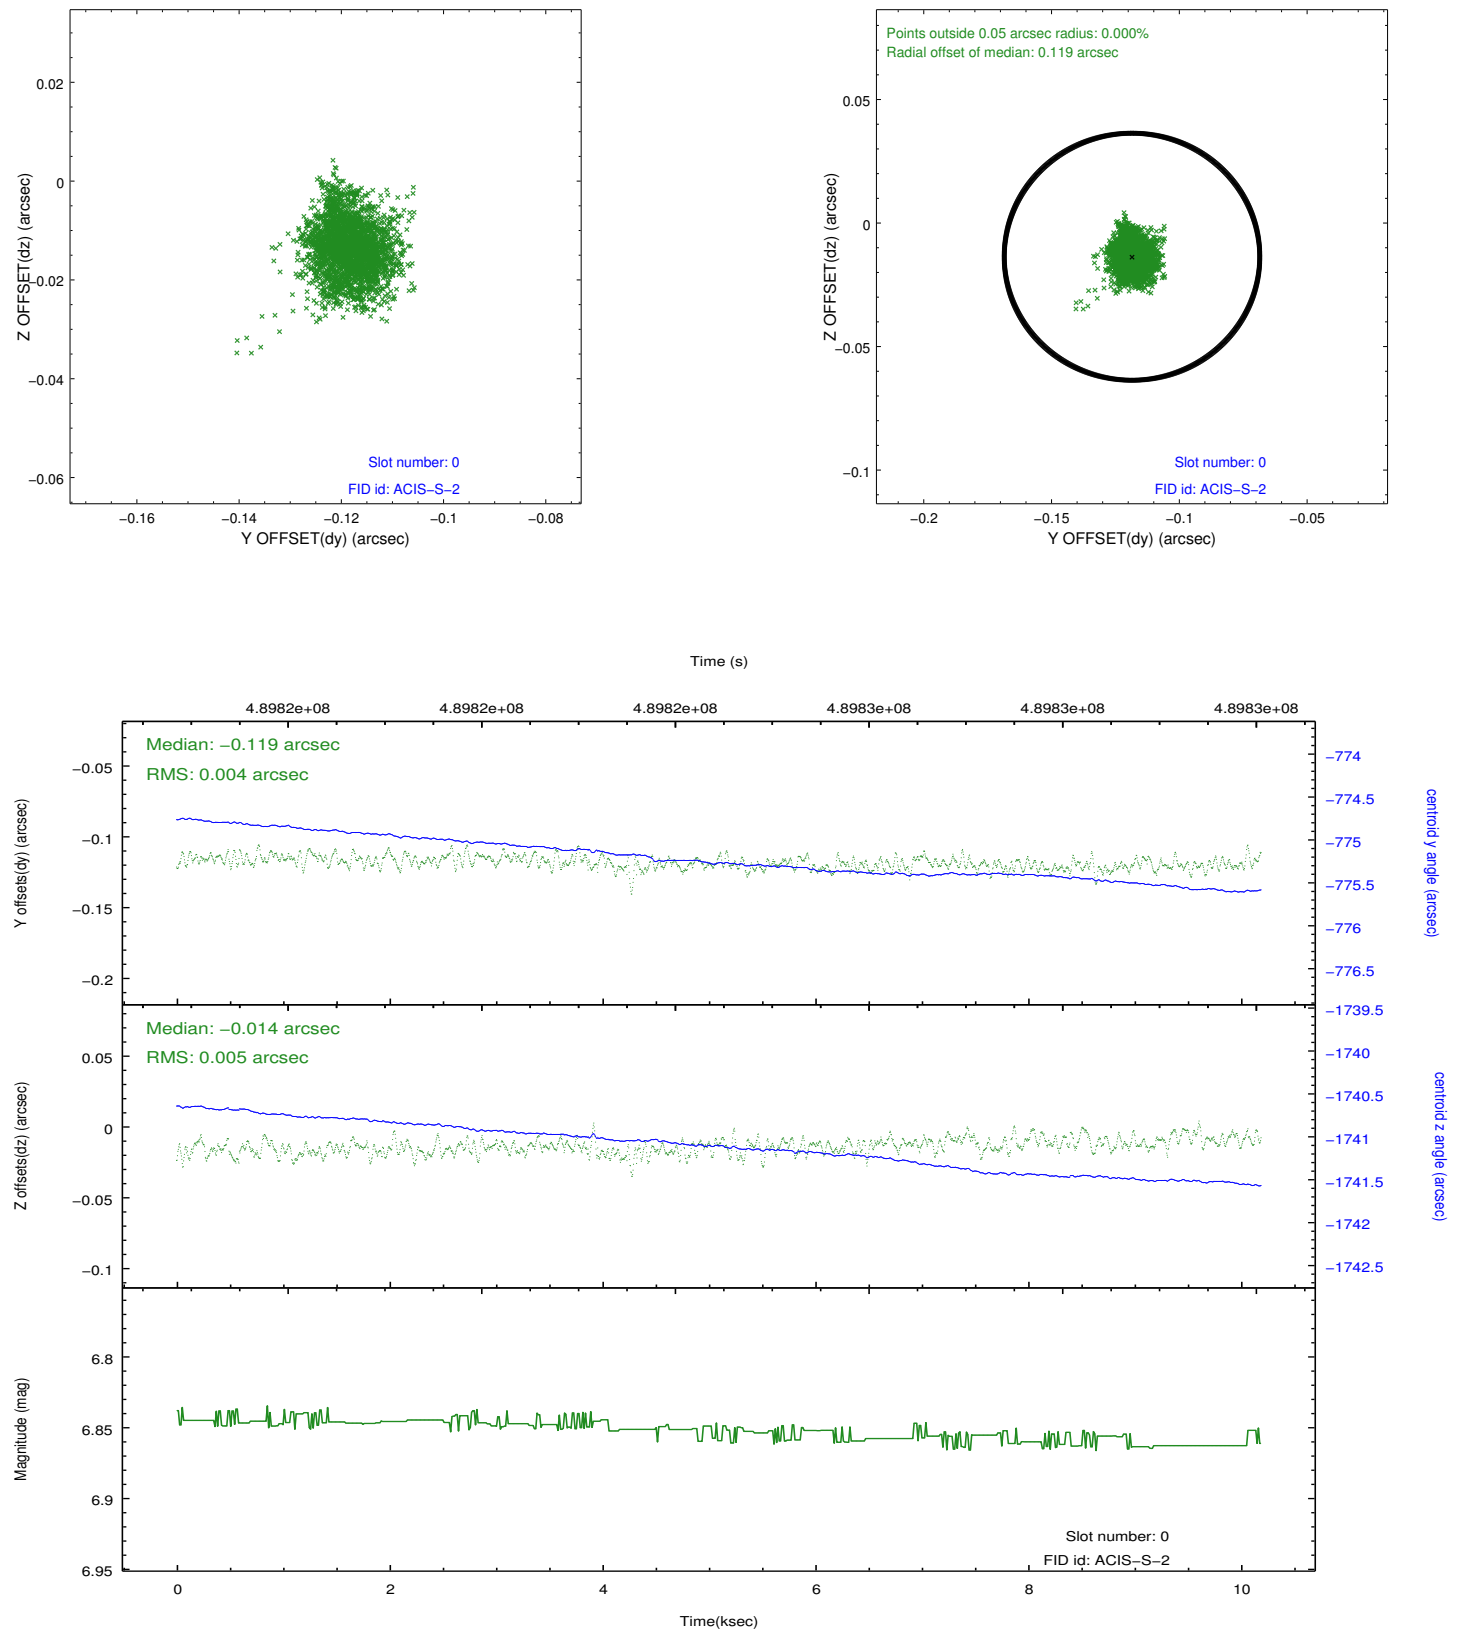 0.02
0
−0.02
−0.04
−0.06
Z OFFSET(dz) (arcsec)
Slot number: 0
FID id: ACIS−S−2
−0.16
−0.14
−0.12
−0.1
−0.08
Y OFFSET(dy) (arcsec)
Points outside 0.05 arcsec radius: 0.000%
Radial offset of median: 0.119 arcsec
0.05
0
−0.05
−0.1
Z OFFSET(dz) (arcsec)
Slot number: 0
FID id: ACIS−S−2
−0.2
−0.15
−0.1
−0.05
Y OFFSET(dy) (arcsec)
Time (s)
4.8982e+08
4.8982e+08
4.8982e+08
4.8983e+08
4.8983e+08
4.8983e+08
Median: −0.119 arcsec
RMS: 0.004 arcsec
−0.05
−0.1
−0.15
−0.2
Y offsets(dy) (arcsec)
−774
−774.5
−775
−775.5
−776
−776.5
centroid y angle (arcsec)
Median: −0.014 arcsec
RMS: 0.005 arcsec
0.05
0
−0.05
−0.1
Z offsets(dz) (arcsec)
−1739.5
−1740
−1740.5
−1741
−1741.5
−1742
−1742.5
centroid z angle (arcsec)
6.8
6.85
6.9
6.95
Magnitude (mag)
Slot number: 0
FID id: ACIS−S−2
0
2
4
6
8
10
Time(ksec)